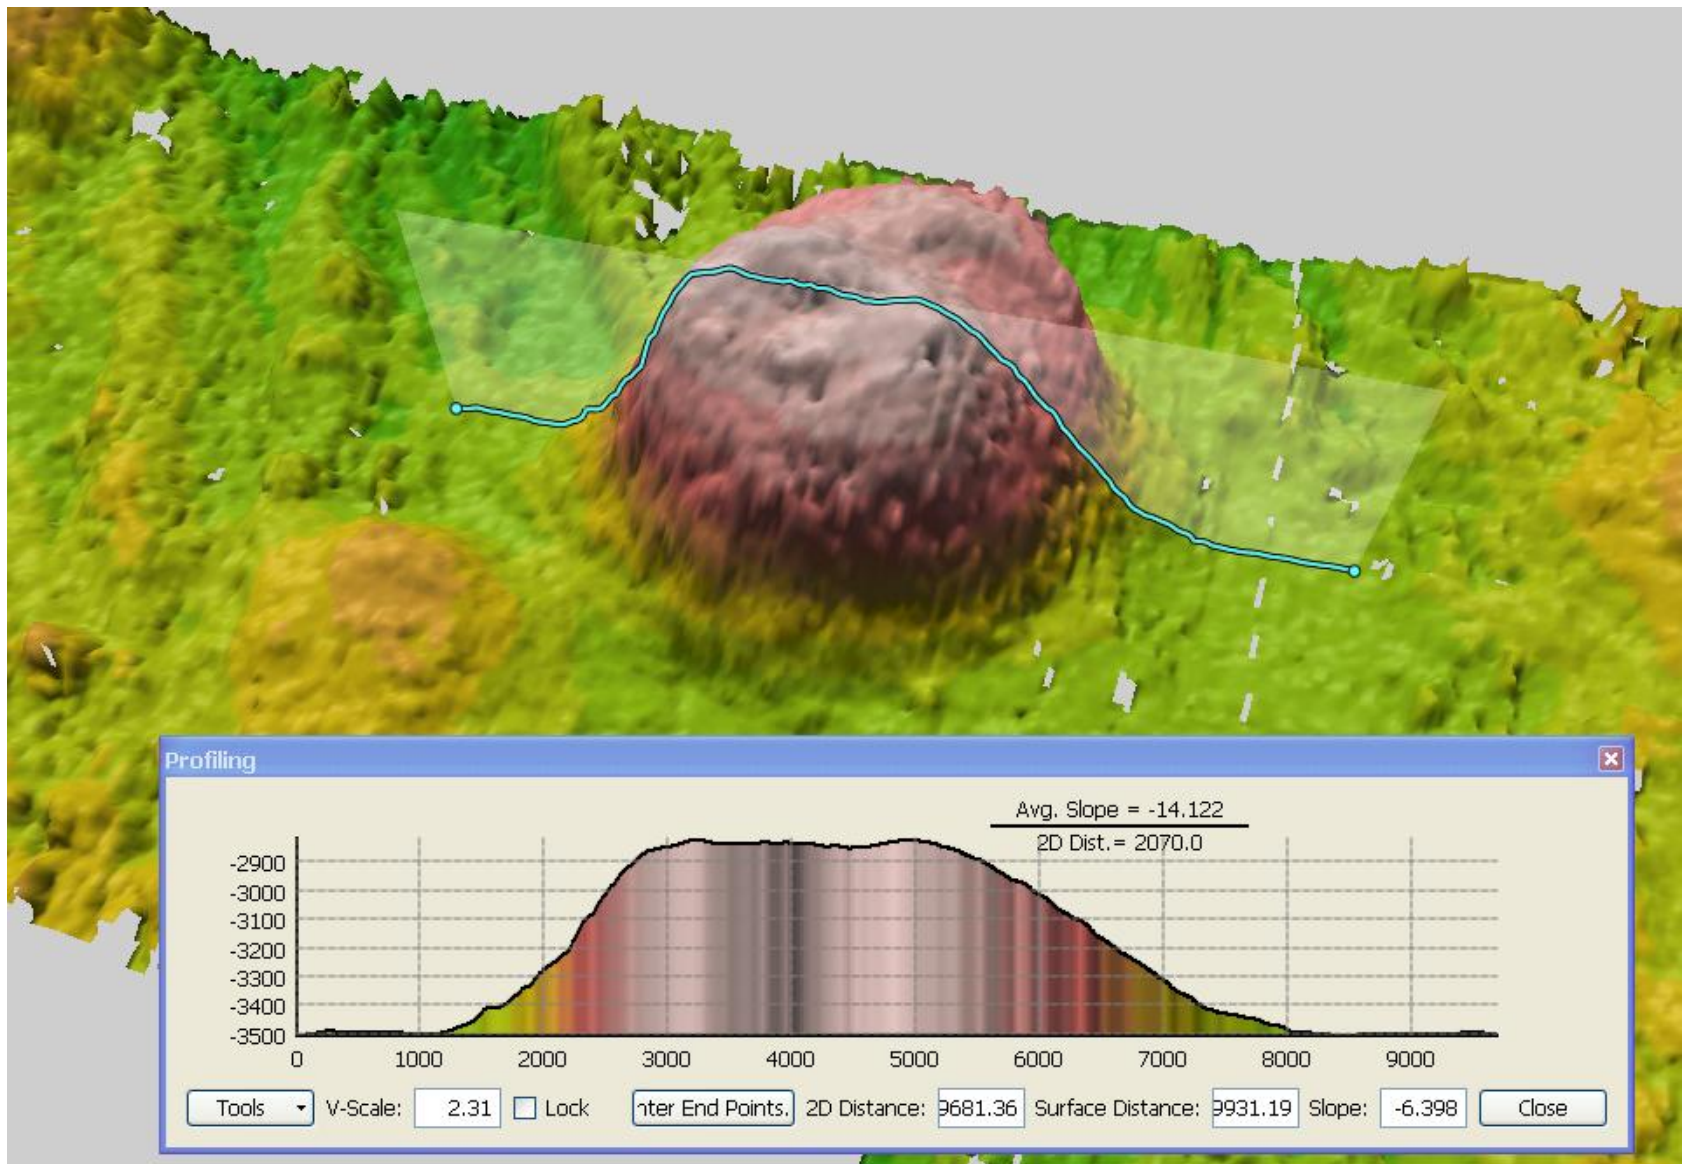 Profiling
Avg. Slope = -14.122
2D Dist.= 2070.0
-2900
-3000
-3100
-3200
-3300
-3400
-3500
0 1000 2000 3000 4000 5000 6000 7000 8000 9000
Tools V-Scale: 2.31 Lock nter End Points. 2D Distance: 9681.36 Surface Distance: 9931.19 Slope: -6.398 Close